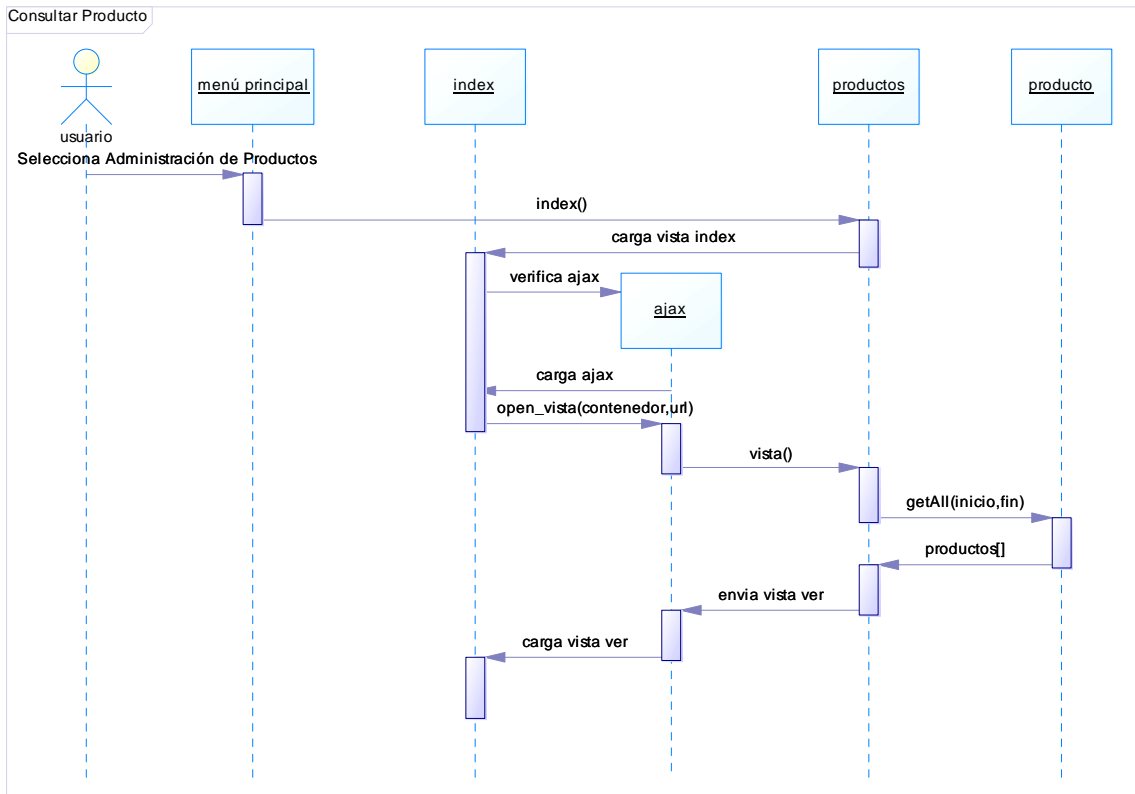 Consultar Producto
menú principal
index
productos
producto
usuario
Selecciona Administración de Productos
index()
carga vista index
verifica ajax
ajax
carga ajax
open_vista(contenedor,url)
vista()
getAll(inicio,fin)
productos[]
envia vista ver
carga vista ver